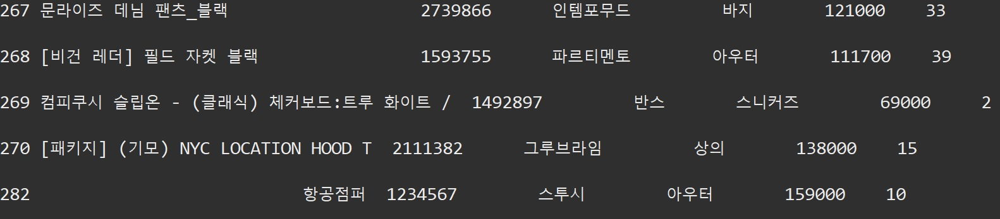 267 문라이즈 데님 팬츠_블랙 2739866 인템포무드 바지 121000 33
268 [비건 레더] 필드 자켓 블랙 1593755 파르티멘토 아우터 111700 39
269 컴피쿠시 슬립온 - (클래식) 체커보드:트루 화이트 / 1492897 반스 스니커즈 69000 2
270 [패키지] (기모) NYC LOCATION HOOD T 2111382 그루브라임 상의 138000 15
282 항공점퍼 1234567 스투시 아우터 159000 10